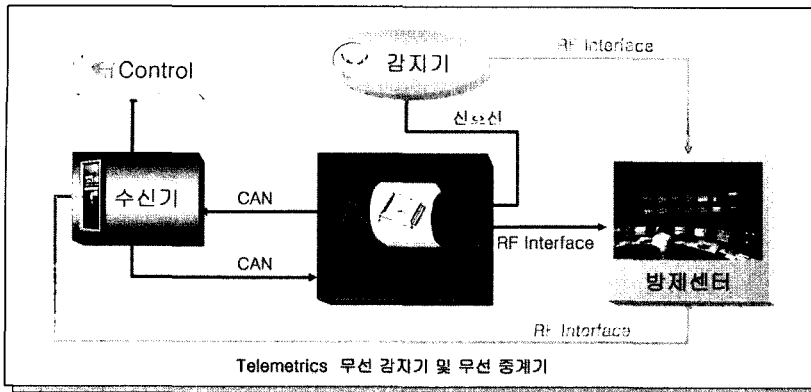 Control
감지기
RF Interface
신호선
수신기
CAN
CAN
RF Interface
방제센터
RF Interface
Telemetrics 무선 감지기 및 무선 중계기